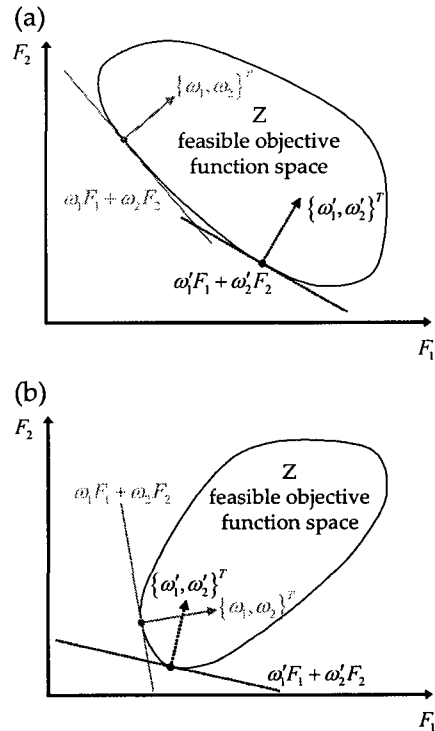 (a)
F₂
{ω₁, ω₂}ᵀ
Z
feasible objective
function space
{ω′₁, ω′₂}ᵀ
ω₁F₁ + ω₂F₂
ω′₁F₁ + ω′₂F₂
F₁
(b)
F₂
Z
feasible objective
function space
ω₁F₁ + ω₂F₂
{ω′₁, ω′₂}ᵀ
{ω₁, ω₂}ᵀ
ω′₁F₁ + ω′₂F₂
F₁